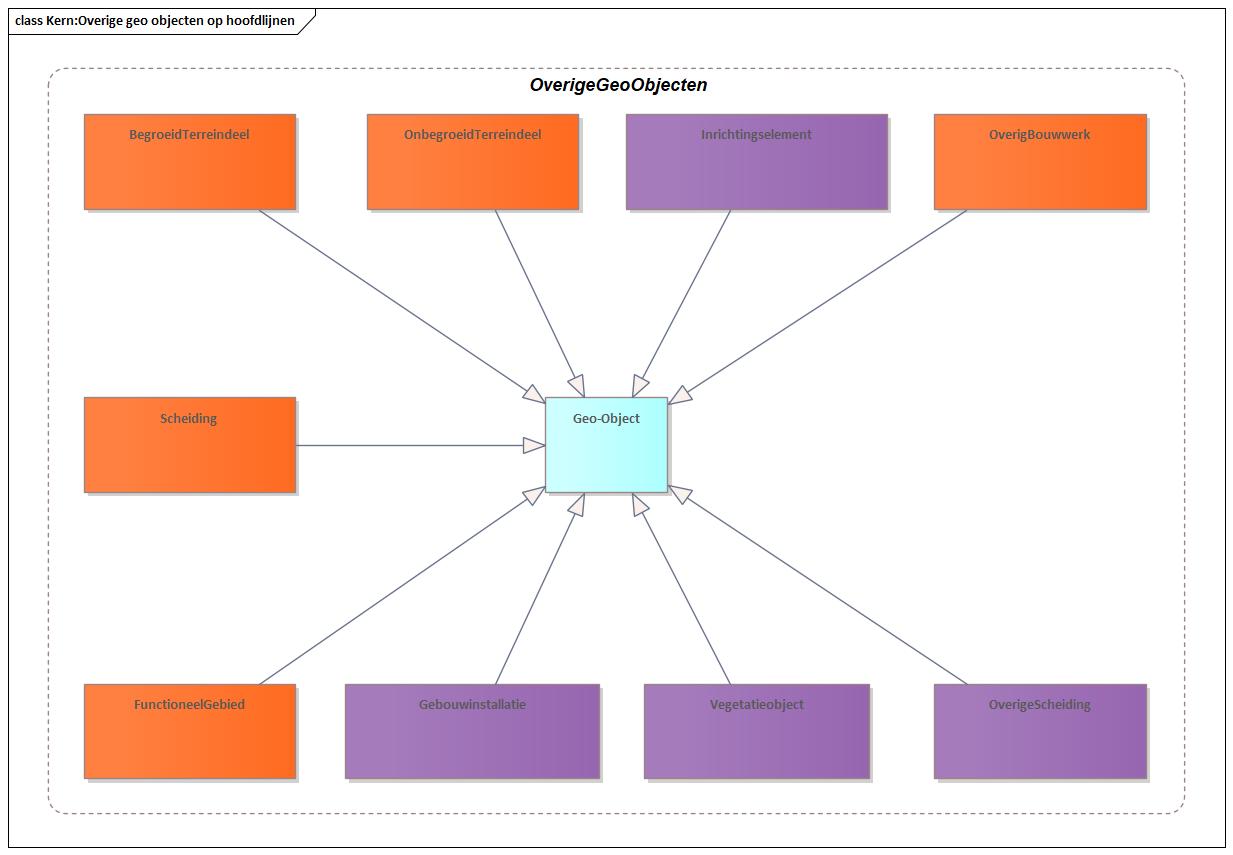 class Kern:Overige geo objecten op hoofdlijnen
OverigeGeoObjecten
BegroeidTerreindeel
OnbegroeidTerreindeel
Inrichtingselement
OverigBouwwerk
Scheiding
Geo-Object
FunctioneelGebied
Gebouwinstallatie
Vegetatieobject
OverigeScheiding